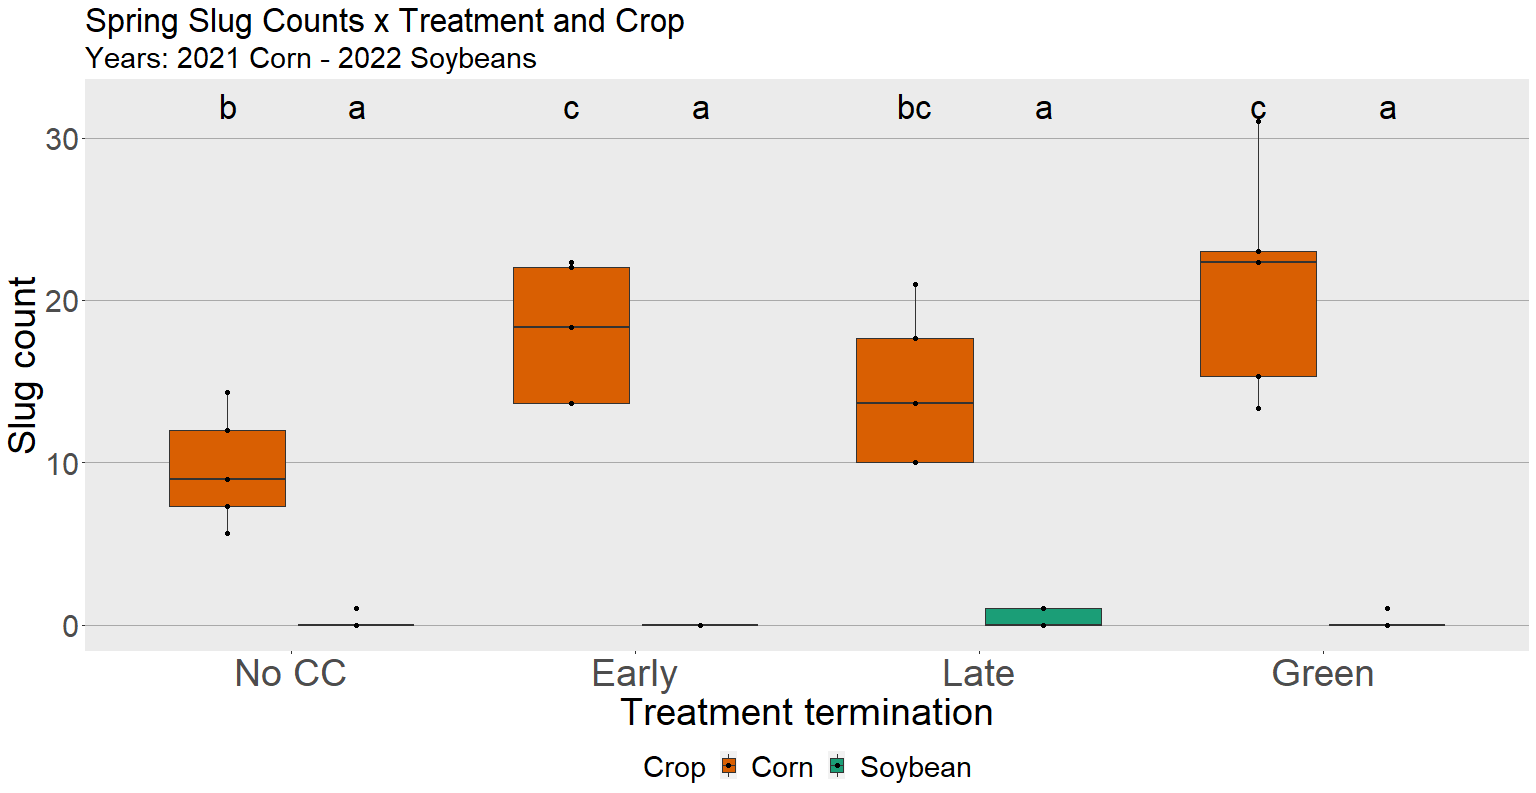 Spring Slug Counts x Treatment and Crop
Years: 2021 Corn - 2022 Soybeans
b a c a bc a c a
30
20
10
0
Slug count
No CC Early Late Green
Treatment termination
Crop Corn Soybean